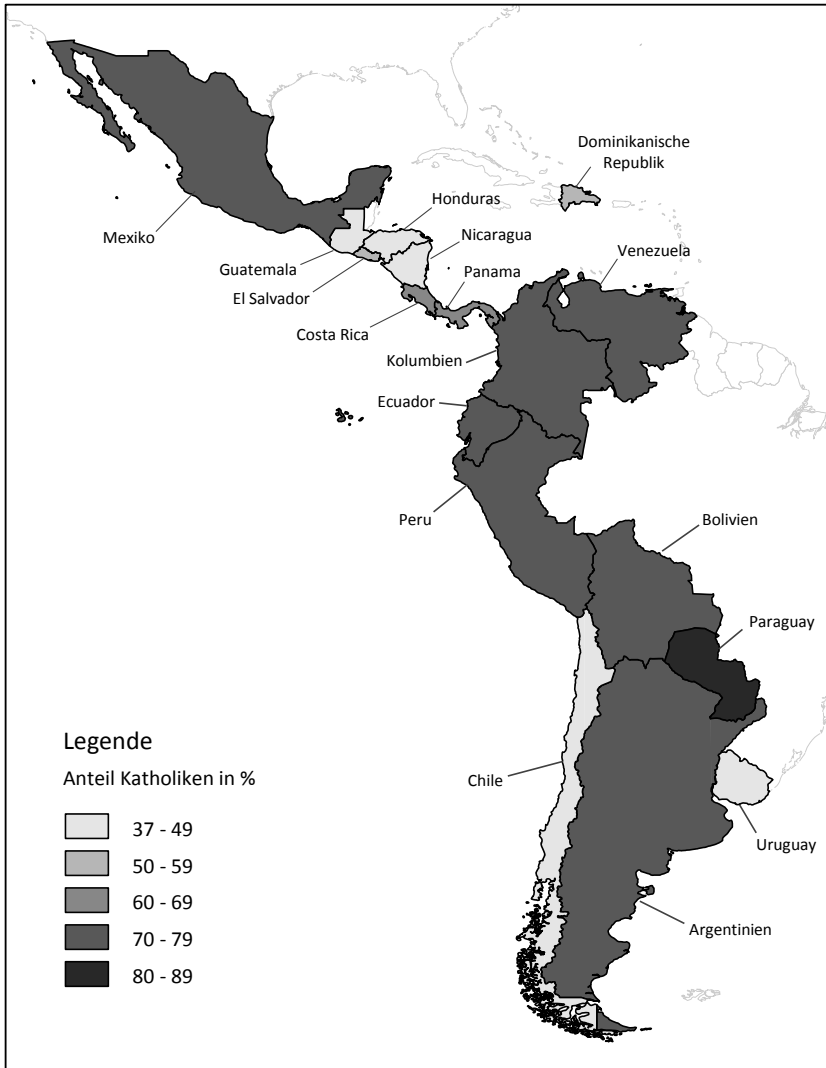 Dominikanische
Republik
Honduras
Mexiko
Nicaragua
Venezuela
Guatemala
Panama
El Salvador
Costa Rica
Kolumbien
Ecuador
Peru
Bolivien
Paraguay
Legende
Anteil Katholiken in %
Chile
37 - 49
Uruguay
50 - 59
60 - 69
Argentinien
70 - 79
80 - 89